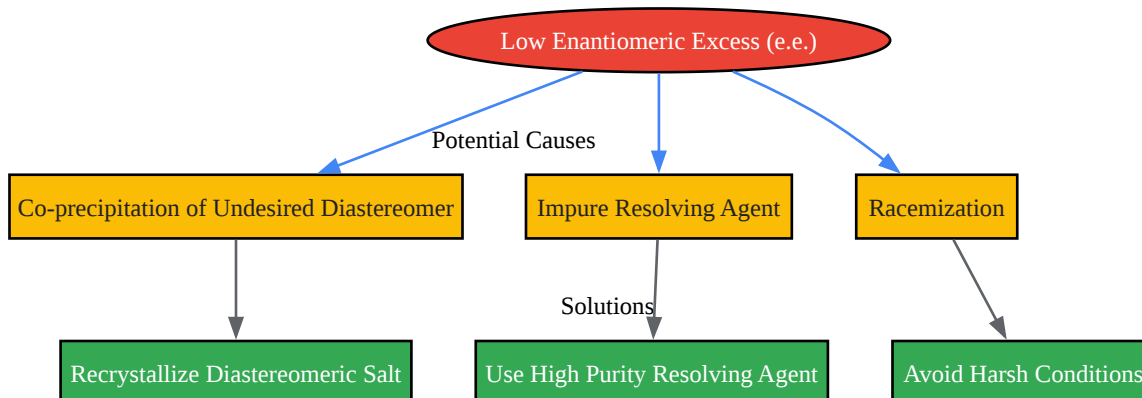 Low Enantiomeric Excess (e.e.)
Potential Causes
Co-precipitation of Undesired Diastereomer
Impure Resolving Agent
Racemization
Solutions
Recrystallize Diastereomeric Salt
Use High Purity Resolving Agent
Avoid Harsh Conditions